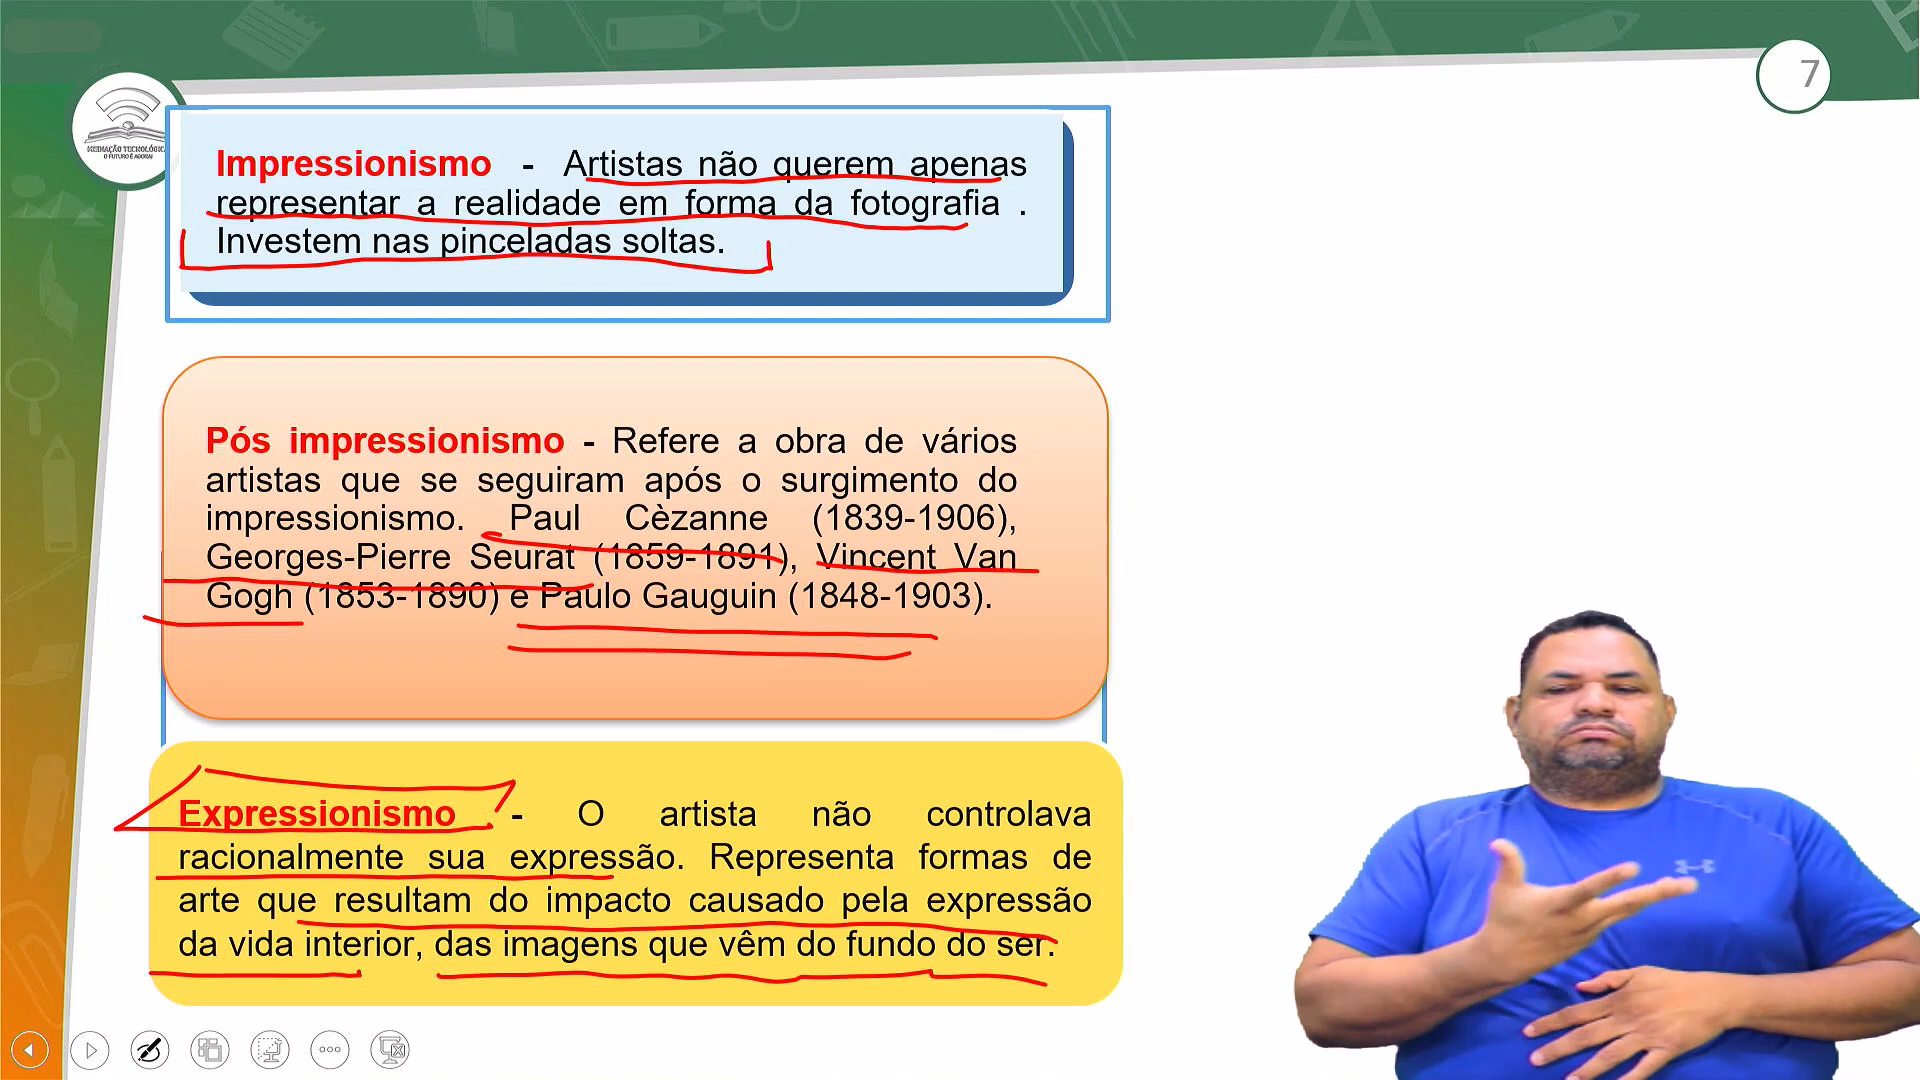 7
MEDIAÇÃO TECNOLÓGICA
O FUTURO É AGORA!
Impressionismo - Artistas não querem apenas
representar a realidade em forma da fotografia .
Investem nas pinceladas soltas.
Pós impressionismo - Refere a obra de vários
artistas que se seguiram após o surgimento do
impressionismo. Paul Cèzanne (1839-1906),
Georges-Pierre Seurat (1859-1891), Vincent Van
Gogh (1853-1890) e Paulo Gauguin (1848-1903).
Expressionismo - O artista não controlava
racionalmente sua expressão. Representa formas de
arte que resultam do impacto causado pela expressão
da vida interior, das imagens que vêm do fundo do ser.